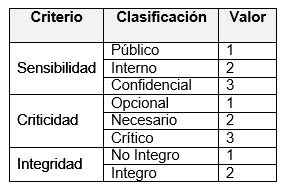 Criterio Clasificación Valor
Sensibilidad
Público 1
Interno 2
Confidencial 3
Criticidad
Opcional 1
Necesario 2
Crítico 3
Integridad
No Integro 1
Integro 2